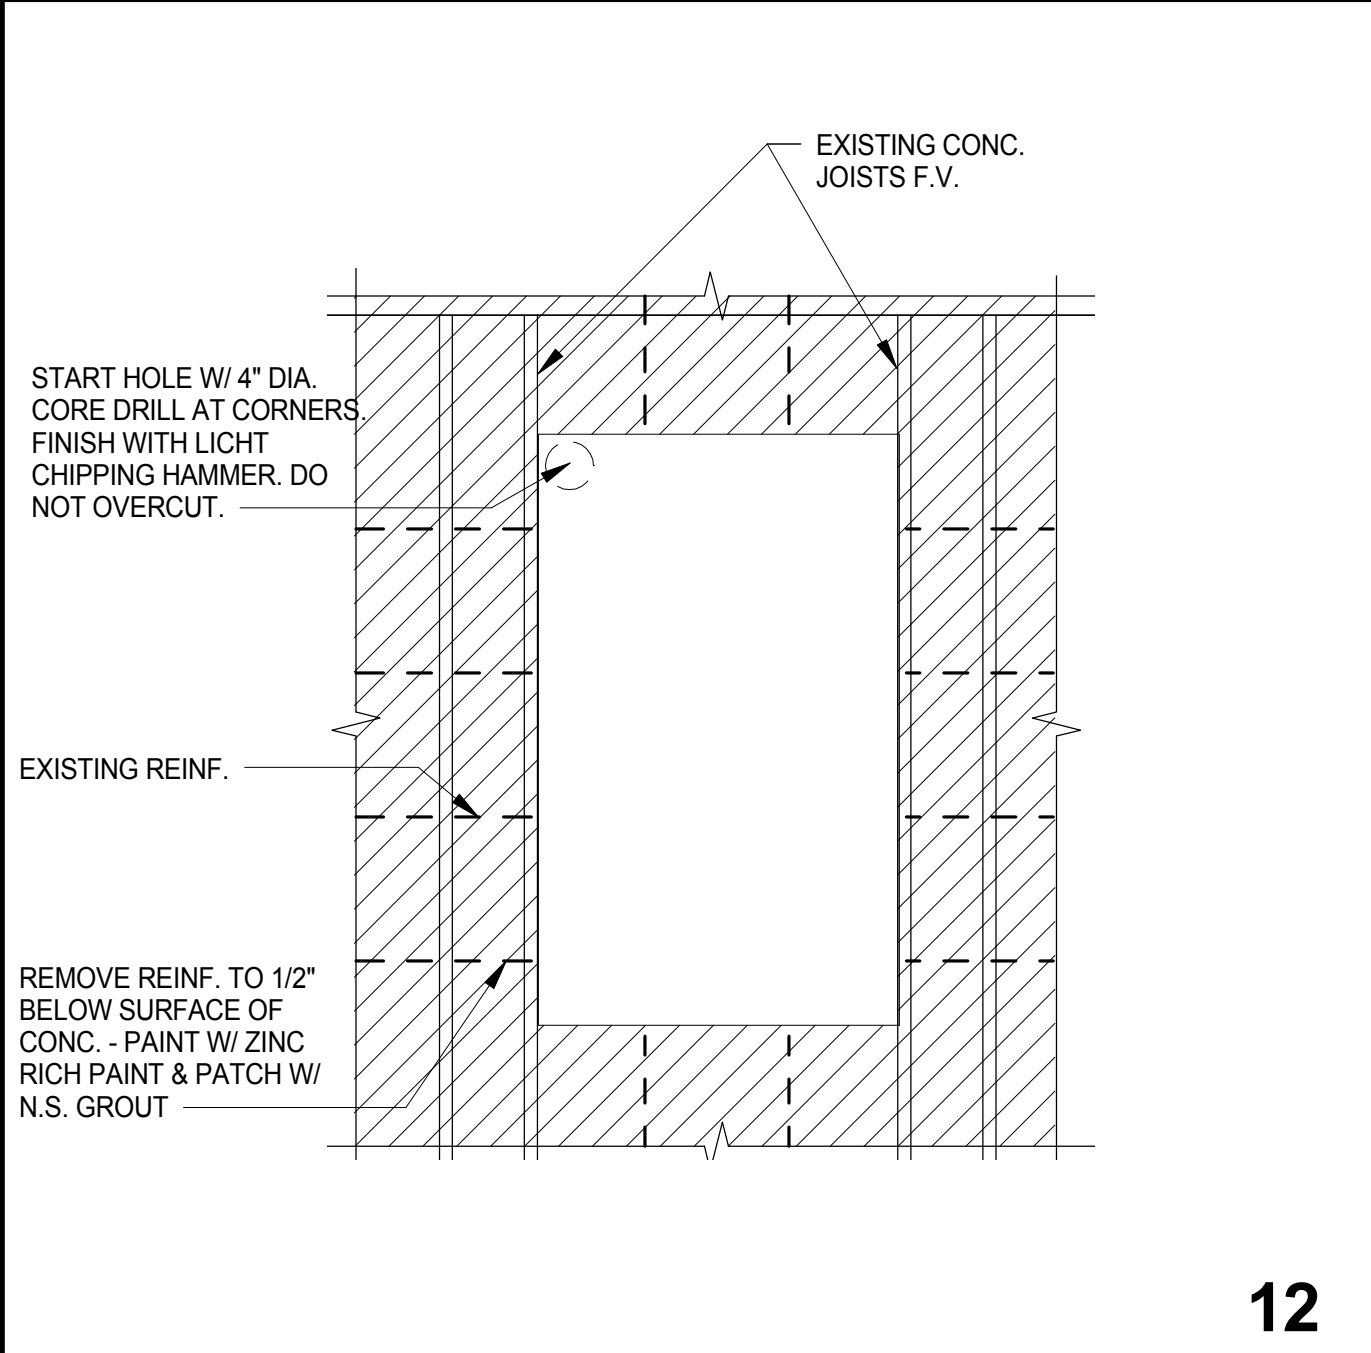 EXISTING CONC.
JOISTS F.V.
START HOLE W/ 4" DIA.
CORE DRILL AT CORNERS.
FINISH WITH LICHT
CHIPPING HAMMER. DO
NOT OVERCUT.
EXISTING REINF.
REMOVE REINF. TO 1/2"
BELOW SURFACE OF
CONC. - PAINT W/ ZINC
RICH PAINT & PATCH W/
N.S. GROUT
12